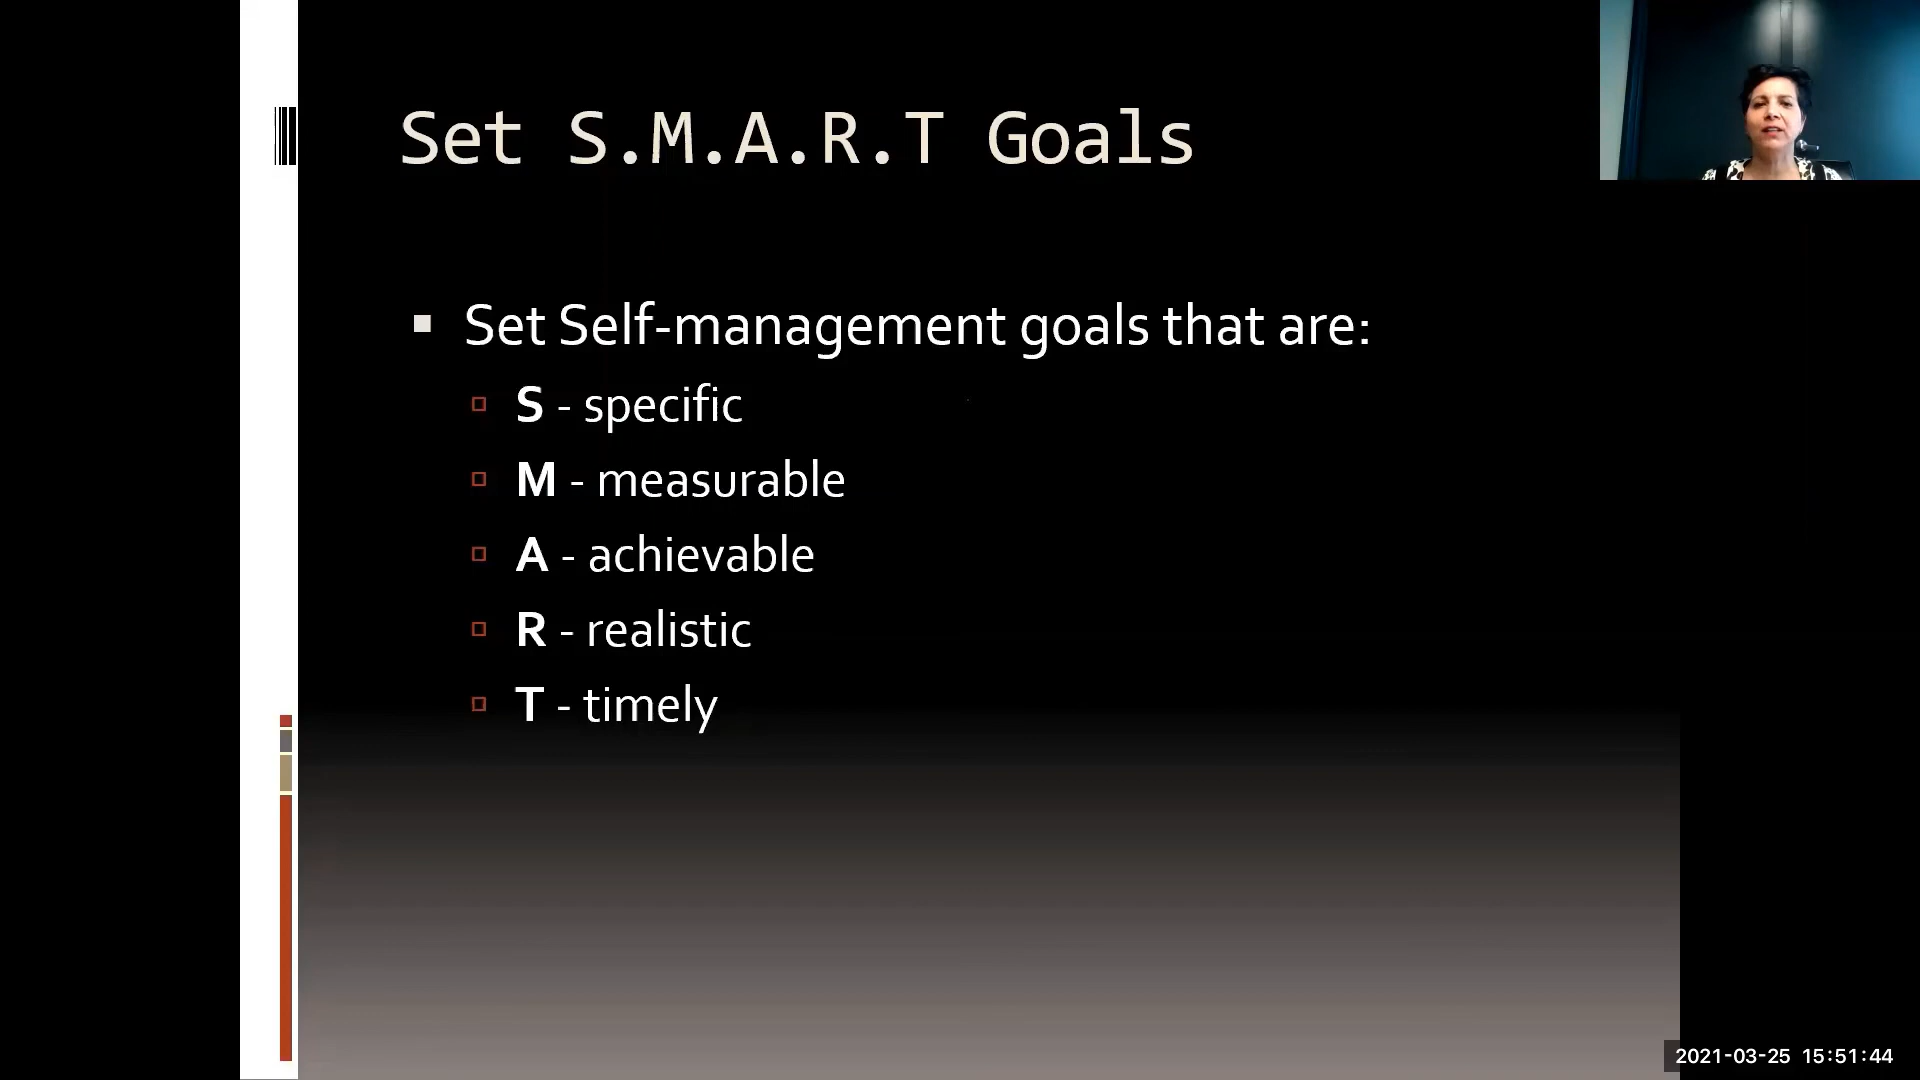 Set S.M.A.R.T Goals
Set Self-management goals that are:
S - specific
M - measurable
A - achievable
R - realistic
T - timely
2021-03-25 15:51:44